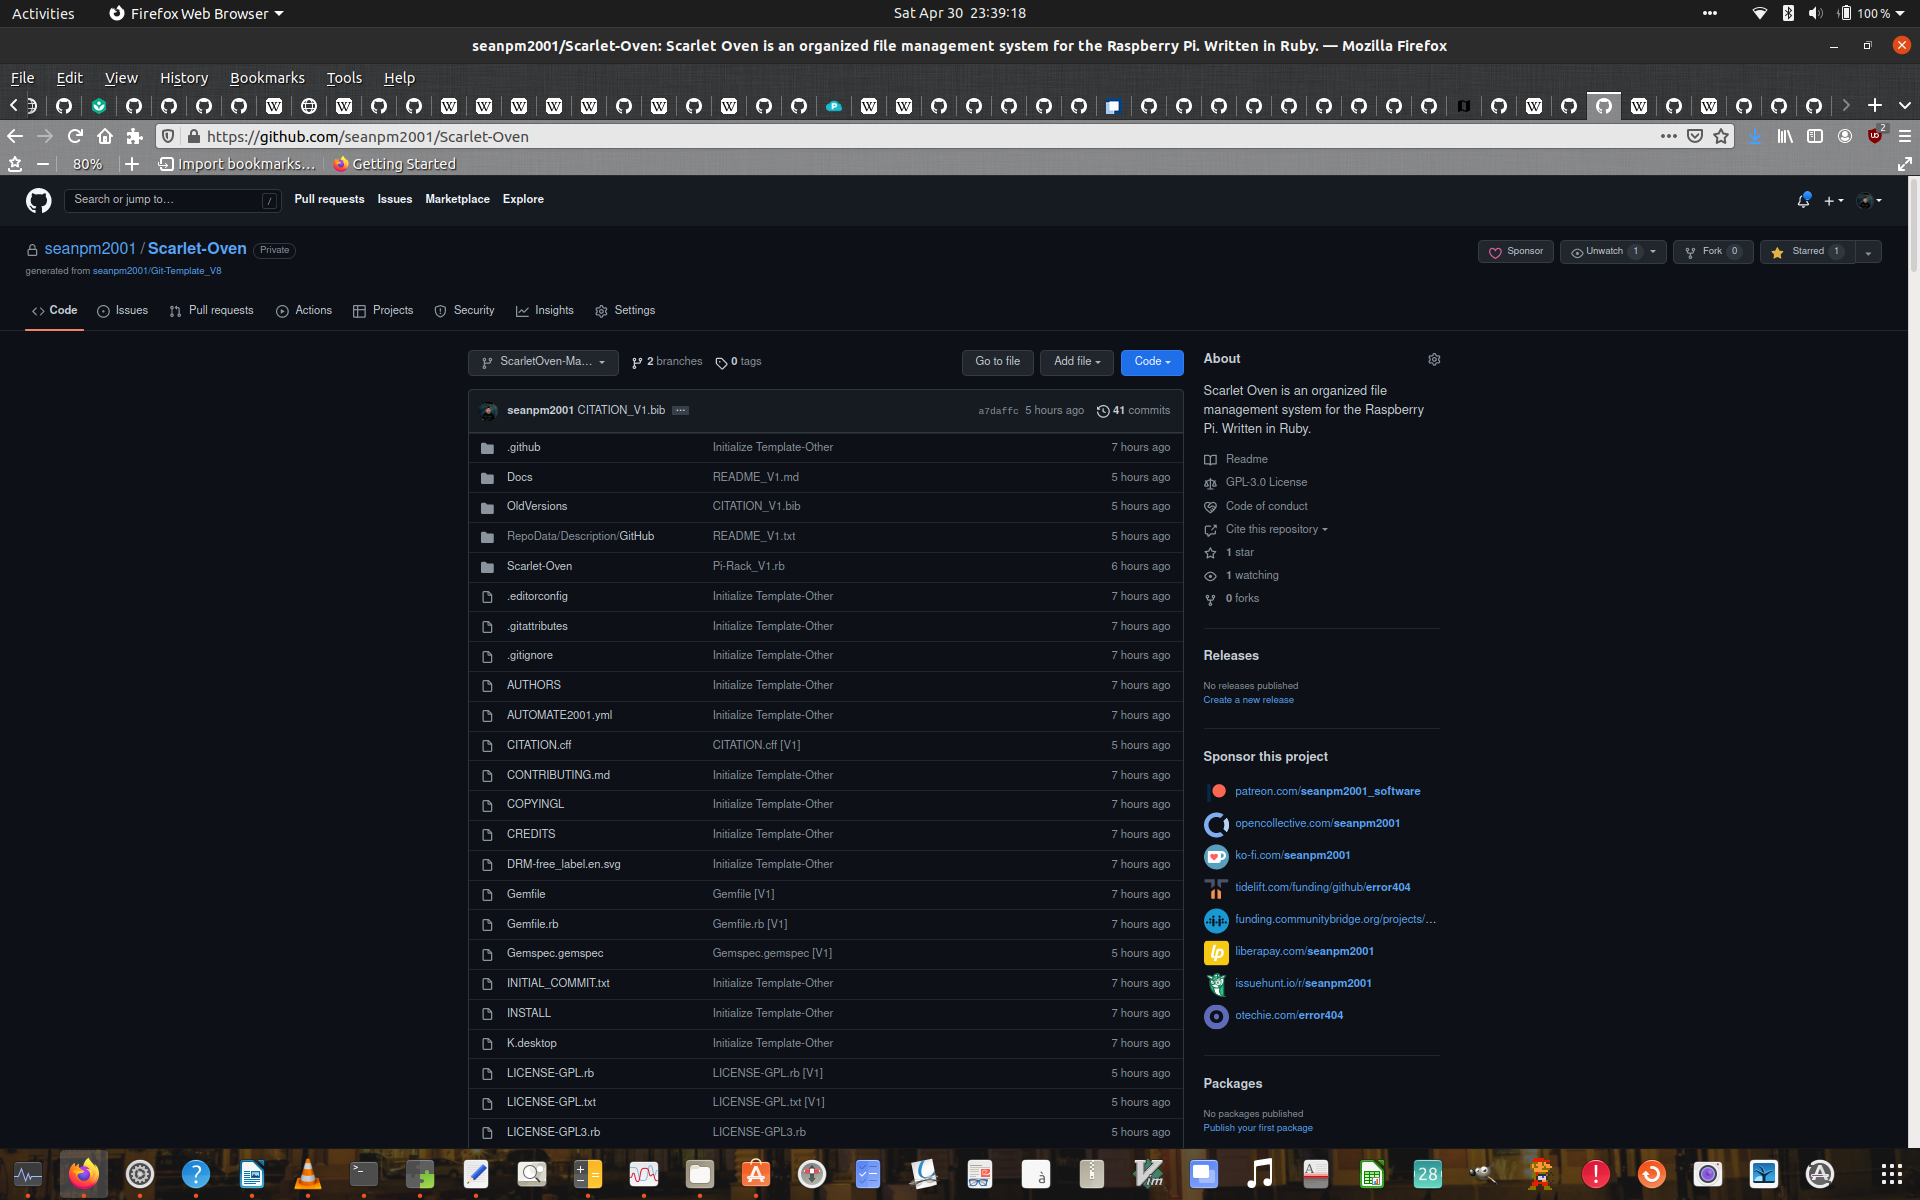 Activities Firefox Web Browser Sat Apr 30 23:39:18 100 %
seanpm2001/Scarlet-Oven: Scarlet Oven is an organized file management system for the Raspberry Pi. Written in Ruby. — Mozilla Firefox
File Edit View History Bookmarks Tools Help
https://github.com/seanpm2001/Scarlet-Oven 2
80% Import bookmarks... Getting Started
Search or jump to... / Pull requests Issues Marketplace Explore
seanpm2001 / Scarlet-Oven Private Sponsor Unwatch 1 Fork 0 Starred 1
generated from seanpm2001/Git-Template_V8
Code Issues Pull requests Actions Projects Security Insights Settings
ScarletOven-Ma... 2 branches 0 tags Go to file Add file Code
seanpm2001 CITATION_V1.bib ... a7daffc 5 hours ago 41 commits
.github Initialize Template-Other 7 hours ago
Docs README_V1.md 5 hours ago
OldVersions CITATION_V1.bib 5 hours ago
RepoData/Description/GitHub README_V1.txt 5 hours ago
Scarlet-Oven Pi-Rack_V1.rb 6 hours ago
.editorconfig Initialize Template-Other 7 hours ago
.gitattributes Initialize Template-Other 7 hours ago
.gitignore Initialize Template-Other 7 hours ago
AUTHORS Initialize Template-Other 7 hours ago
AUTOMATE2001.yml Initialize Template-Other 7 hours ago
CITATION.cff CITATION.cff [V1] 5 hours ago
CONTRIBUTING.md Initialize Template-Other 7 hours ago
COPYINGL Initialize Template-Other 7 hours ago
CREDITS Initialize Template-Other 7 hours ago
DRM-free_label.en.svg Initialize Template-Other 7 hours ago
Gemfile Gemfile [V1] 7 hours ago
Gemfile.rb Gemfile.rb [V1] 7 hours ago
Gemspec.gemspec Gemspec.gemspec [V1] 5 hours ago
INITIAL_COMMIT.txt Initialize Template-Other 7 hours ago
INSTALL Initialize Template-Other 7 hours ago
K.desktop Initialize Template-Other 7 hours ago
LICENSE-GPL.rb LICENSE-GPL.rb [V1] 5 hours ago
LICENSE-GPL.txt LICENSE-GPL.txt [V1] 5 hours ago
LICENSE-GPL3.rb LICENSE-GPL3.rb 5 hours ago
About
Scarlet Oven is an organized file
management system for the Raspberry
Pi. Written in Ruby.
Readme
GPL-3.0 License
Code of conduct
Cite this repository
1 star
1 watching
0 forks
Releases
No releases published
Create a new release
Sponsor this project
patreon.com/seanpm2001_software
opencollective.com/seanpm2001
ko-fi.com/seanpm2001
tidelift.com/funding/github/error404
funding.communitybridge.org/projects/...
liberapay.com/seanpm2001
issuehunt.io/r/seanpm2001
otechie.com/error404
Packages
No packages published
Publish your first package
28